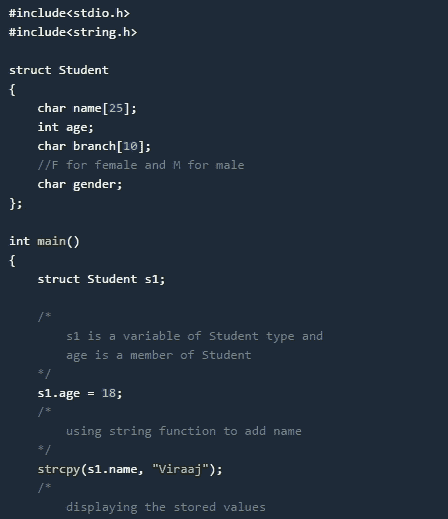 #include<stdio.h>
#include<string.h>
struct Student
{
char name[25];
int age;
char branch[10];
//F for female and M for male
char gender;
};
int main()
{
struct Student s1;
/*
s1 is a variable of Student type and
age is a member of Student
*/
s1.age = 18;
/*
using string function to add name
*/
strcpy(s1.name, "Viraaj");
/*
displaying the stored values